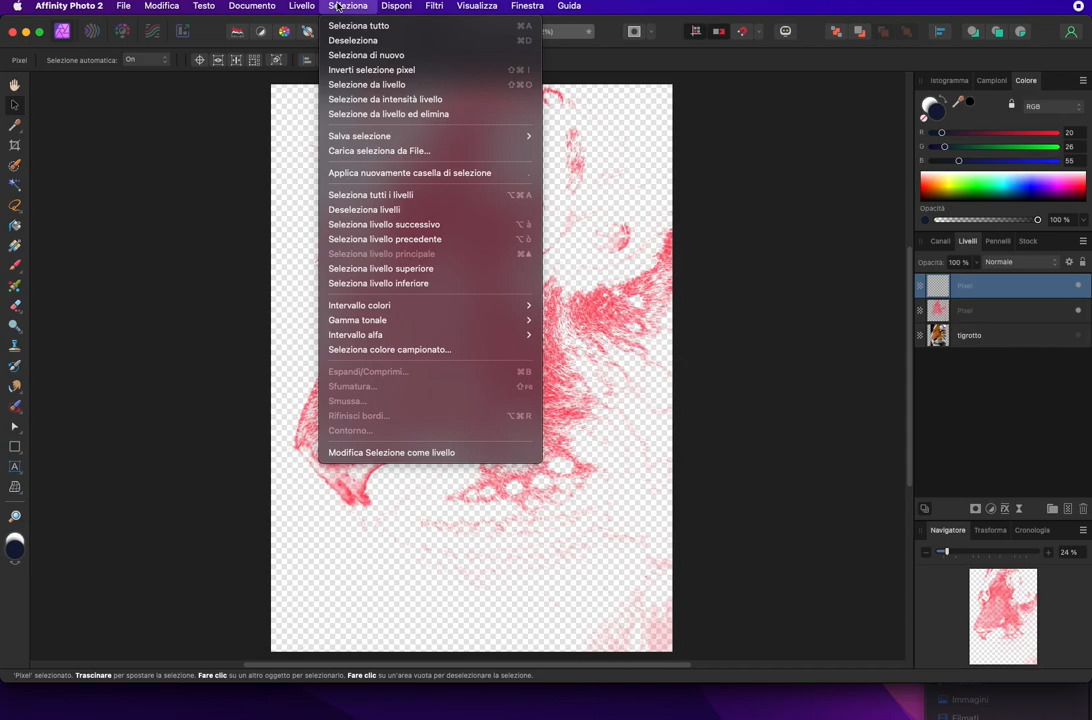 Affinity Photo 2 File Modifica Testo Documento Livello Seleziona Disponi Filtri Visualizza Finestra Guida
Pixel Selezione automatica: On
Seleziona tutto ⌘A
Deseleziona ⌘D
Seleziona di nuovo
Inverti selezione pixel ⇧⌘I
Selezione da livello ⇧⌘O
Selezione da intensità livello
Selezione da livello ed elimina
Salva selezione
Carica seleziona da File...
Applica nuovamente casella di selezione .
Seleziona tutti i livelli ⌥⌘A
Deseleziona livelli
Seleziona livello successivo ⌥à
Seleziona livello precedente ⌥ò
Seleziona livello principale ⌘▲
Seleziona livello superiore
Seleziona livello inferiore
Intervallo colori
Gamma tonale
Intervallo alfa
Seleziona colore campionato...
Espandi/Comprimi... ⌘B
Sfumatura... ⇧F6
Smussa...
Rifinisci bordi... ⌥⌘R
Contorno...
Modifica Selezione come livello
Istogramma Campioni Colore
RGB
R 20
G 26
B 55
Opacità
100 %
Canali Livelli Pennelli Stock
Opacità: 100 % Normale
Pixel
Pixel
tigrotto
Navigatore Trasforma Cronologia
24 %
'Pixel' selezionato. Trascinare per spostare la selezione. Fare clic su un altro oggetto per selezionarlo. Fare clic su un'area vuota per deselezionare la selezione.
Immagini
Filmati